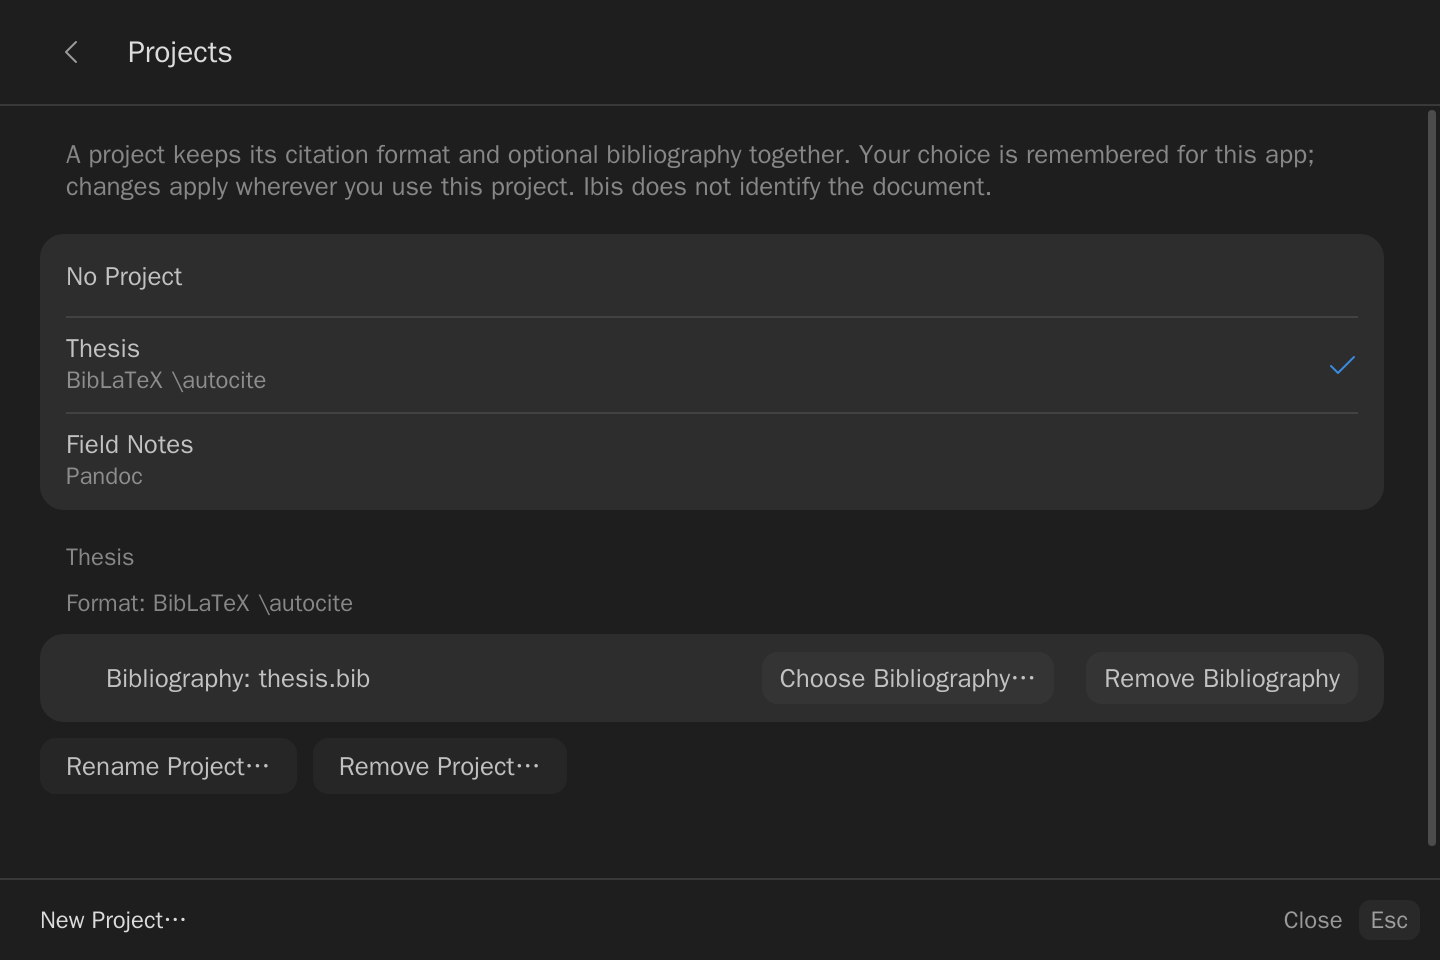 Projects
A project keeps its citation format and optional bibliography together. Your choice is remembered for this app;
changes apply wherever you use this project. Ibis does not identify the document.
No Project
Thesis
BibLaTeX \autocite
Field Notes
Pandoc
Thesis
Format: BibLaTeX \autocite
Bibliography: thesis.bib
Choose Bibliography⋯
Remove Bibliography
Rename Project⋯
Remove Project⋯
New Project⋯
Close
Esc